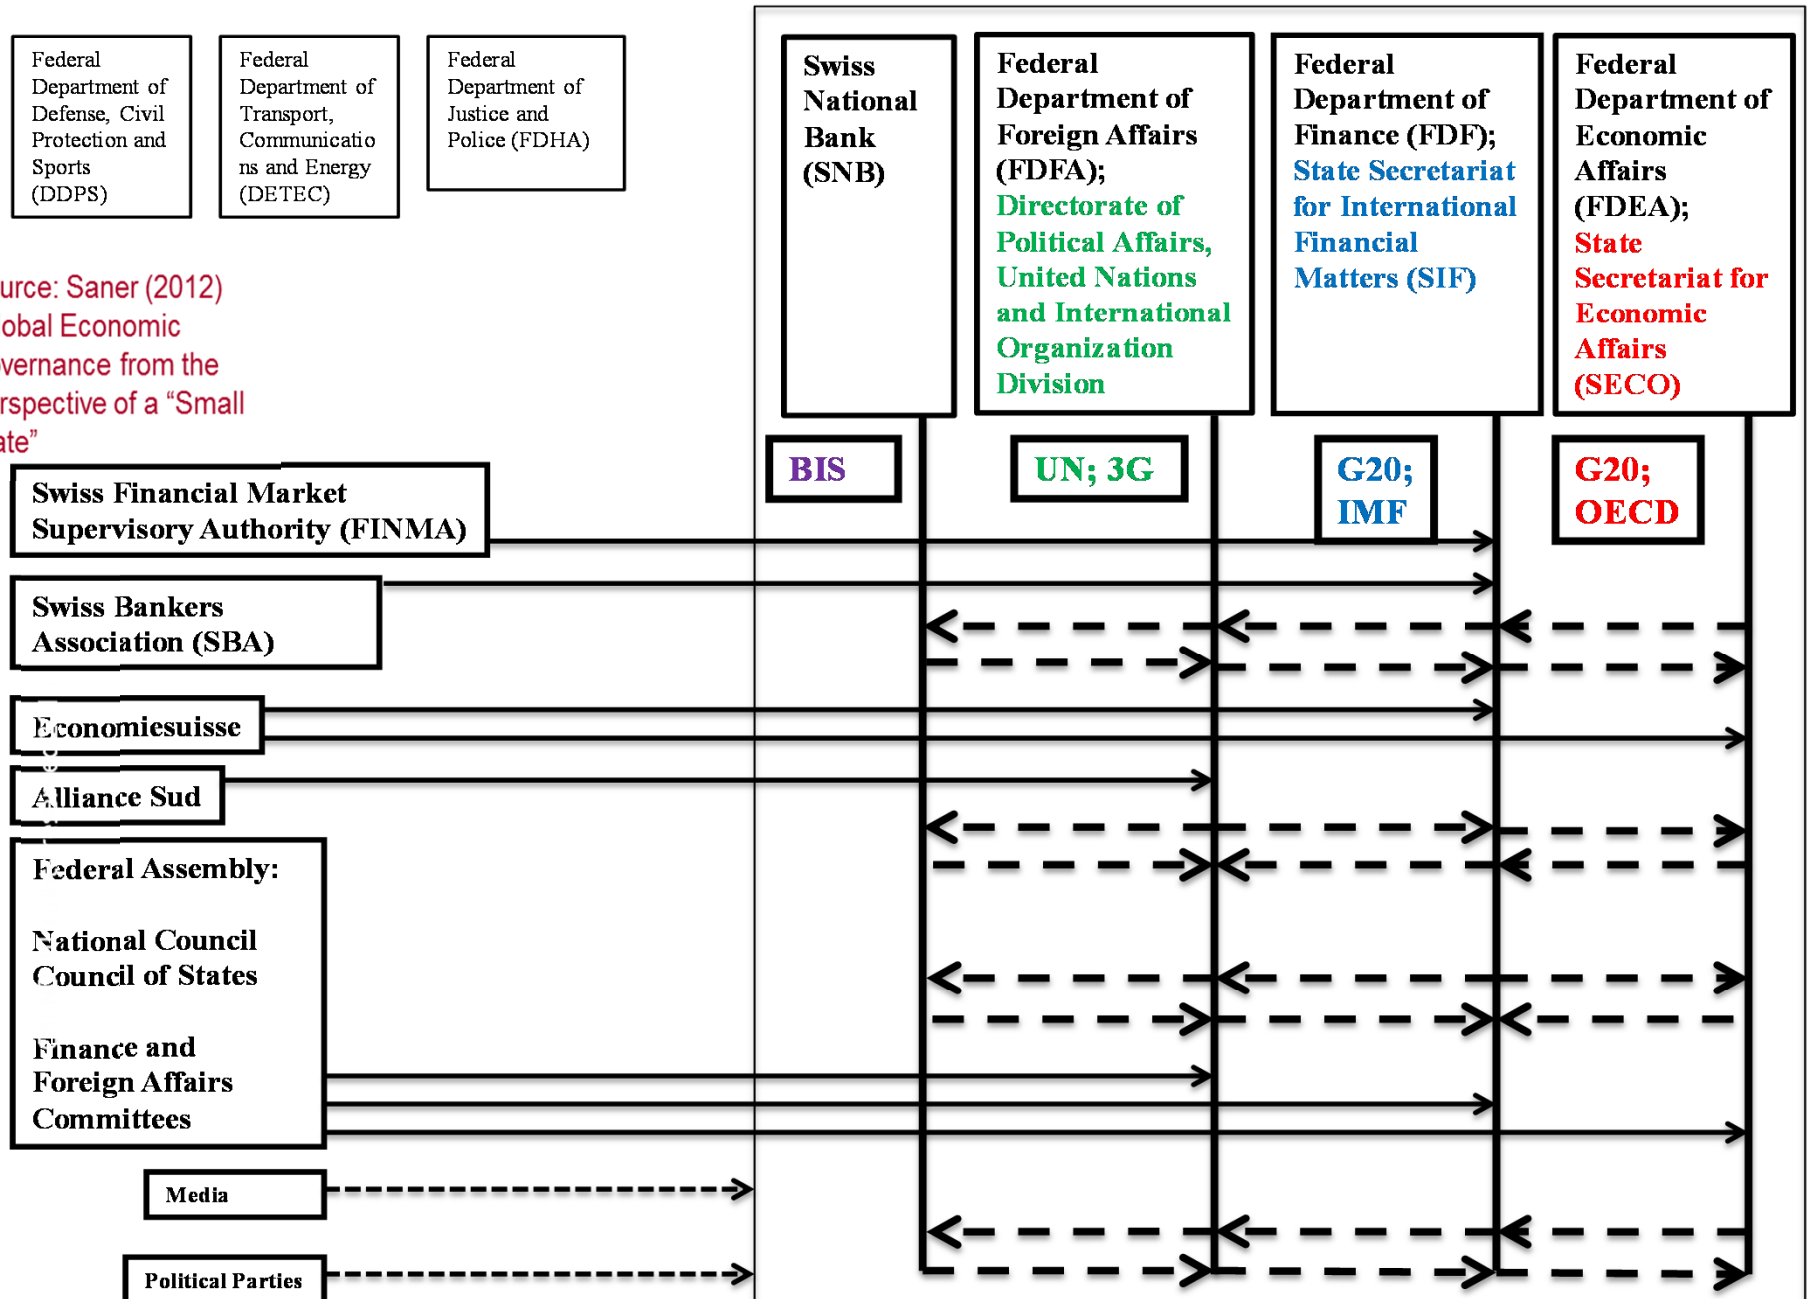 Federal
Department of
Defense, Civil
Protection and
Sports
(DDPS)
Federal
Department of
Transport,
Communicatio
ns and Energy
(DETEC)
Federal
Department of
Justice and
Police (FDHA)
Swiss
National
Bank
(SNB)
Federal
Department of
Foreign Affairs
(FDFA);
Directorate of
Political Affairs,
United Nations
and International
Organization
Division
Federal
Department of
Finance (FDF);
State Secretariat
for International
Financial
Matters (SIF)
Federal
Department of
Economic
Affairs
(FDEA);
State
Secretariat for
Economic
Affairs
(SECO)
urce: Saner (2012)
obal Economic
vernance from the
rspective of a “Small
ate”
BIS
UN; 3G
G20;
IMF
G20;
OECD
Swiss Financial Market
Supervisory Authority (FINMA)
Swiss Bankers
Association (SBA)
Economiesuisse
Alliance Sud
Federal Assembly:
National Council
Council of States
Finance and
Foreign Affairs
Committees
Media
Political Parties